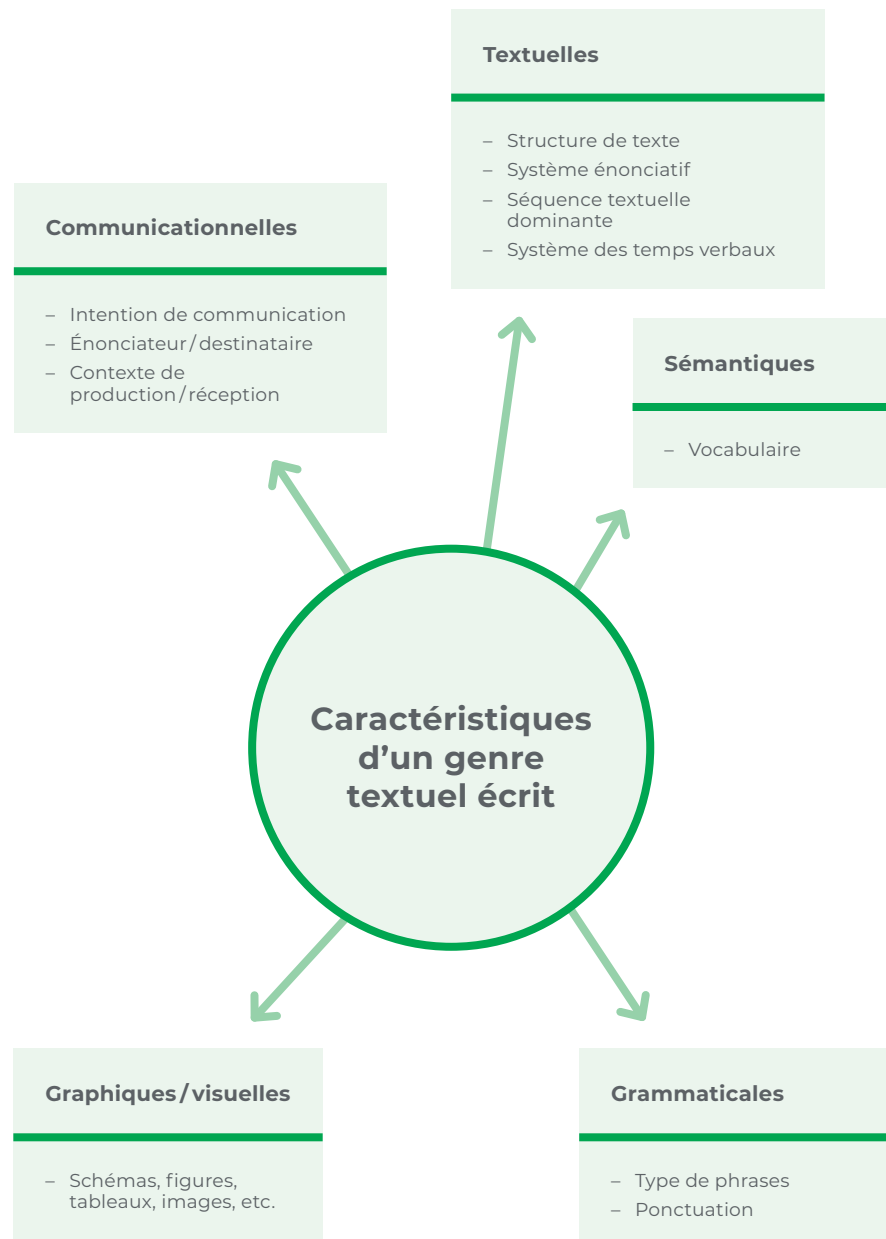 Textuelles
– Structure de texte
– Système énonciatif
– Séquence textuelle
dominante
– Système des temps verbaux
Communicationnelles
– Intention de communication
– Énonciateur / destinataire
– Contexte de
production / réception
Sémantiques
– Vocabulaire
Caractéristiques
d’un genre
textuel écrit
Graphiques / visuelles
– Schémas, figures,
tableaux, images, etc.
Grammaticales
– Type de phrases
– Ponctuation